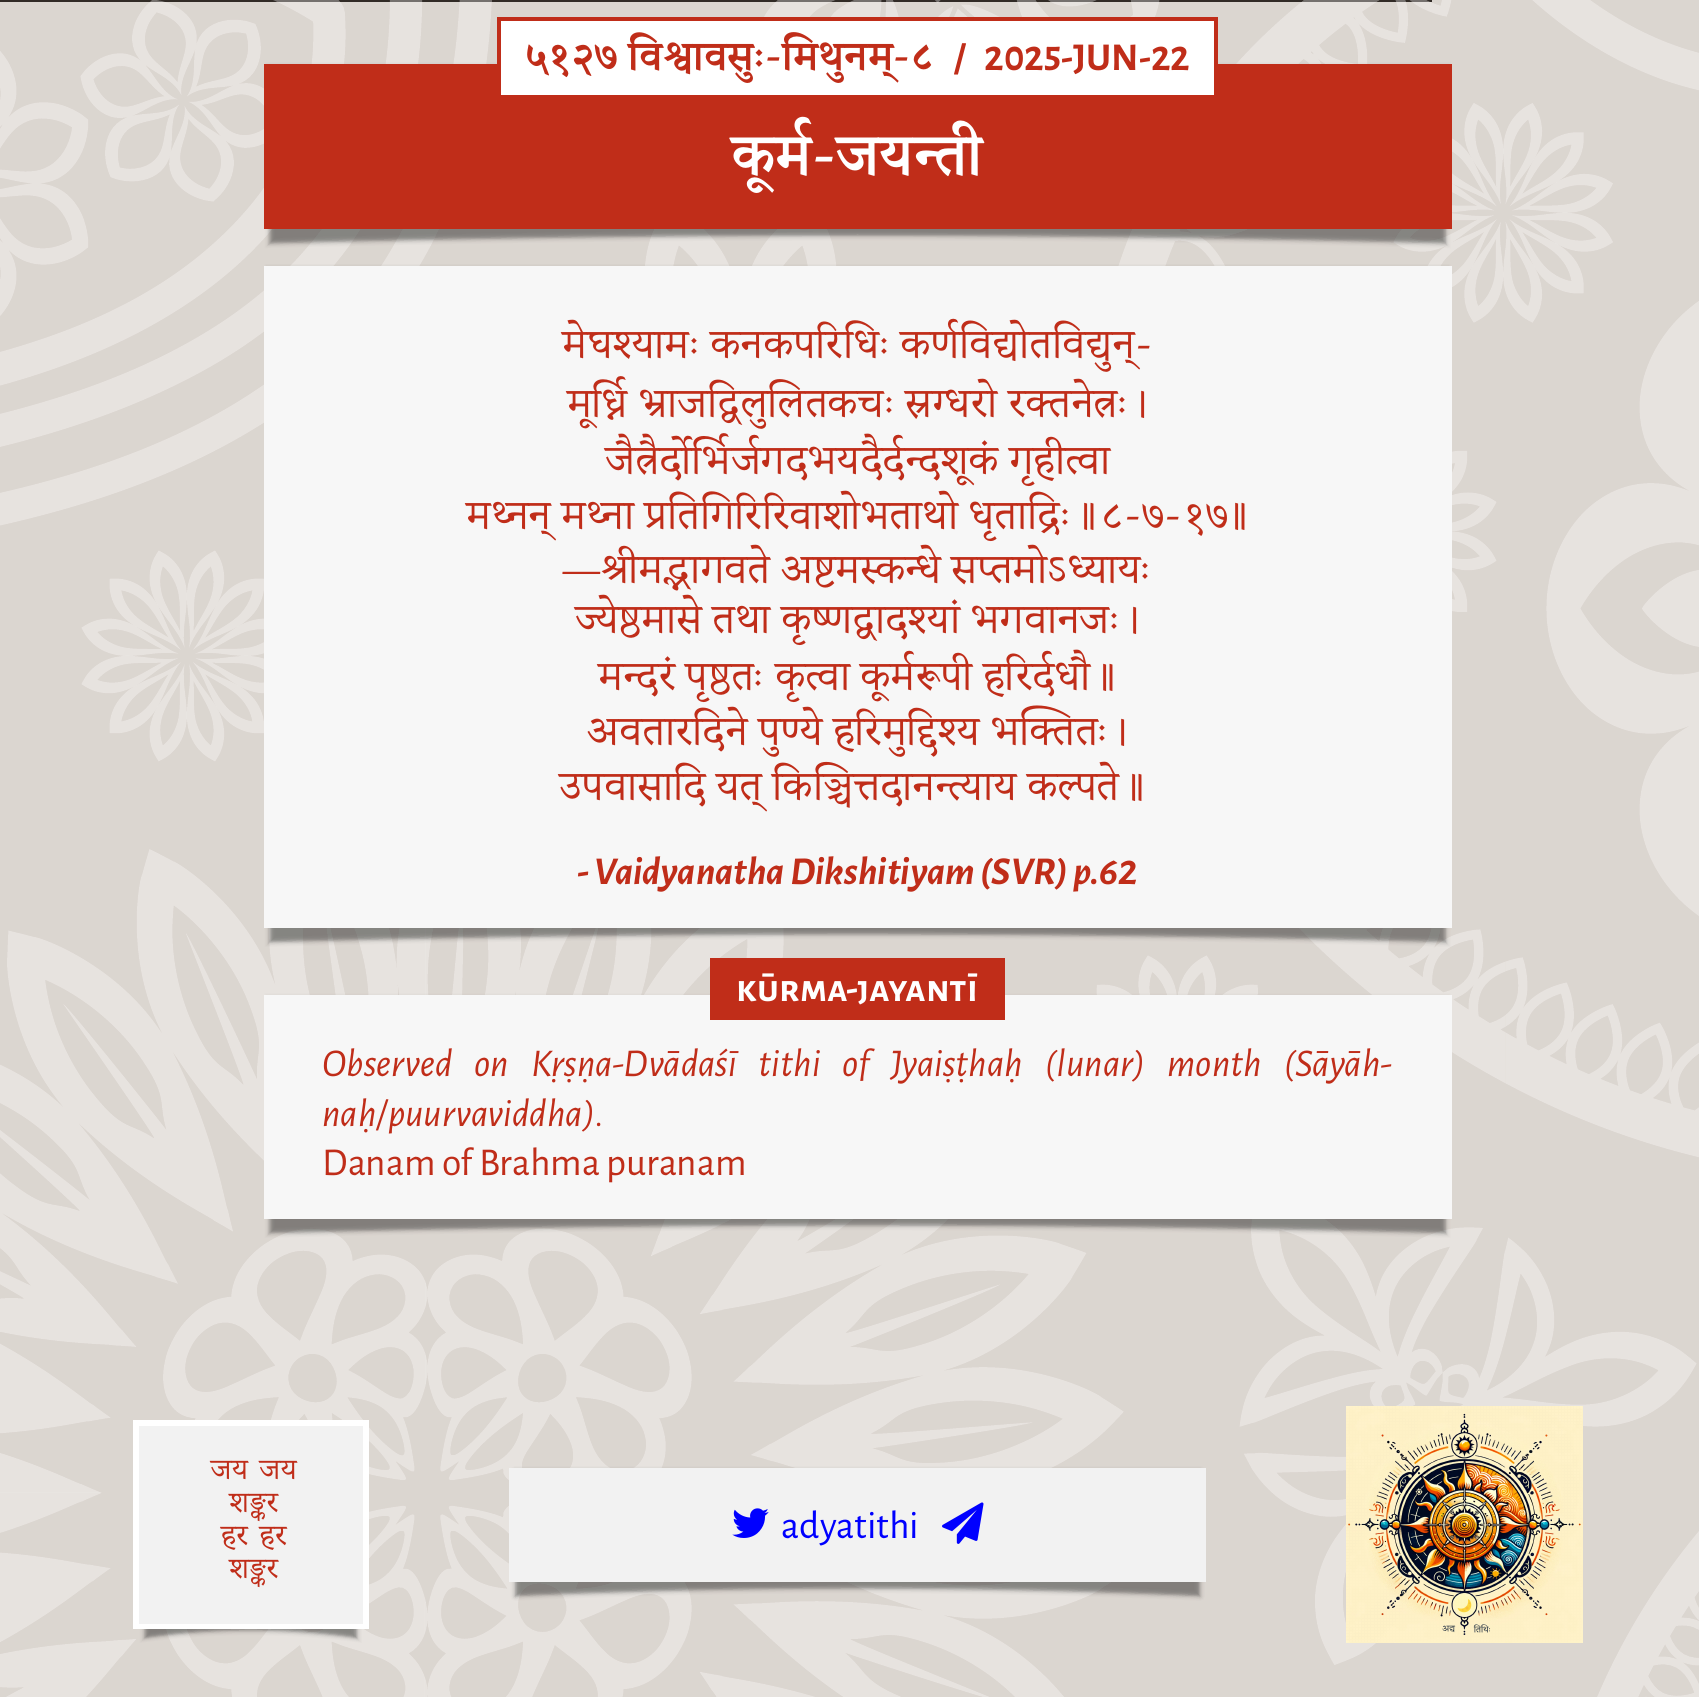 ५१२७ विश्वावसुः-मिथुनम्-८ / 2025-JUN-22
कूर्म-जयन्ती
मेघश्यामः कनकपरिधिः कर्णविद्योतविद्युन्-
मूर्ध्नि भ्राजद्विलुलितकचः स्रग्धरो रक्तनेत्रः ।
जैत्रैर्दोर्भिर्जगदभयदैर्दन्दशूकं गृहीत्वा
मथ्नन् मथ्ना प्रतिगिरिरिवाशोभताथो धृताद्रिः ॥ ८-७-१७॥
—श्रीमद्भागवते अष्टमस्कन्धे सप्तमोऽध्यायः
ज्येष्ठमासे तथा कृष्णद्वादश्यां भगवानजः ।
मन्दरं पृष्ठतः कृत्वा कूर्मरूपी हरिर्दधौ ॥
अवतारदिने पुण्ये हरिमुद्दिश्य भक्तितः ।
उपवासादि यत् किञ्चित्तदानन्त्याय कल्पते ॥
- Vaidyanatha Dikshitiyam (SVR) p.62
KŪRMA-JAYANTĪ
Observed on Kṛṣṇa-Dvādaśī tithi of Jyaiṣṭhaḥ (lunar) month (Sāyāh-
naḥ/puurvaviddha).
Danam of Brahma puranam
जय जय
शङ्कर
हर हर
शङ्कर
adyatithi
अद्य तिथिः